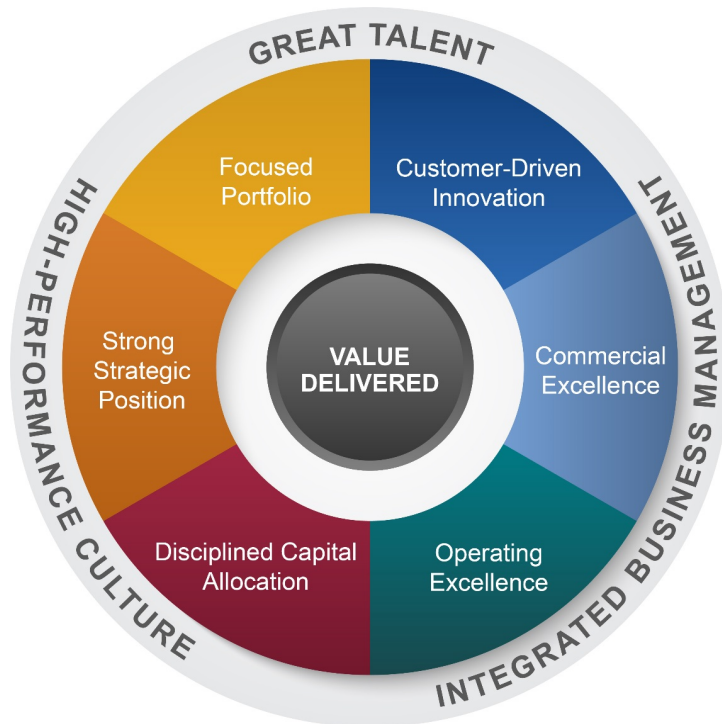 GREAT TALENT
Focused
Portfolio
Customer-Driven
Innovation
HIGH-PERFORMANCE CULTURE
INTEGRATED BUSINESS MANAGEMENT
Strong
Strategic
Position
VALUE
DELIVERED
Commercial
Excellence
Disciplined Capital
Allocation
Operating
Excellence